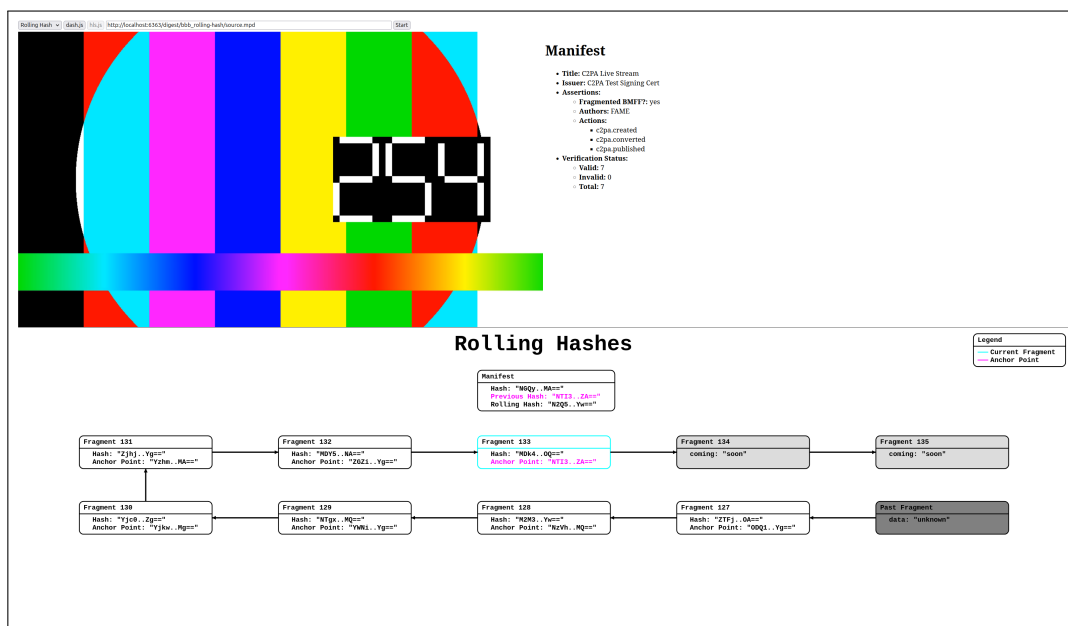 Rolling Hash dash.js hls.js http://localhost:6363/digest/bbb_rolling-hash/source.mpd Start
254
Manifest
Title: C2PA Live Stream
Issuer: C2PA Test Signing Cert
Assertions:
Fragmented BMFF?: yes
Authors: FAME
Actions:
c2pa.created
c2pa.converted
c2pa.published
Verification Status:
Valid: 7
Invalid: 0
Total: 7
Rolling Hashes
Legend
Current Fragment
Anchor Point
Manifest
Hash: "NGQy..MA=="
Previous Hash: "NTI3..ZA=="
Rolling Hash: "N2Q5..Yw=="
Fragment 131
Hash: "Zjhj..Yg=="
Anchor Point: "Yzhm..MA=="
Fragment 132
Hash: "MDY5..NA=="
Anchor Point: "ZGZi..Yg=="
Fragment 133
Hash: "MDk4..OQ=="
Anchor Point: "NTI3..ZA=="
Fragment 134
coming: "soon"
Fragment 135
coming: "soon"
Fragment 130
Hash: "Yjc0..Zg=="
Anchor Point: "Yjkw..Mg=="
Fragment 129
Hash: "NTgx..MQ=="
Anchor Point: "YWNi..Yg=="
Fragment 128
Hash: "M2M3..Yw=="
Anchor Point: "NzVh..MQ=="
Fragment 127
Hash: "ZTFj..OA=="
Anchor Point: "ODQ1..Yg=="
Past Fragment
data: "unknown"